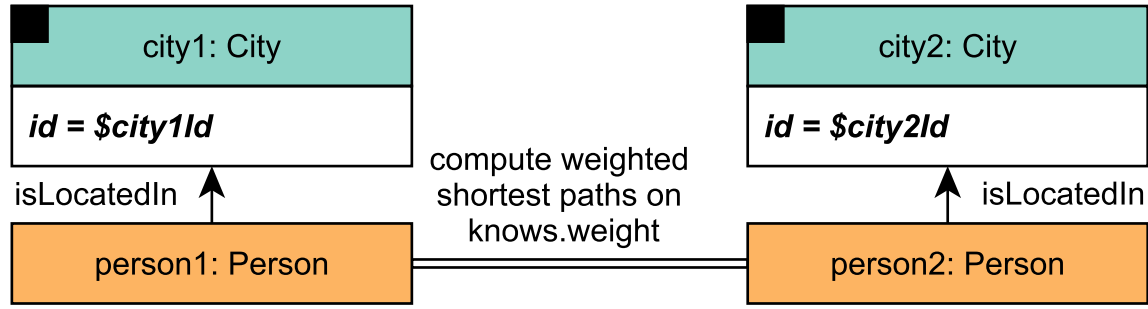 city1: City
city2: City
id = $city1Id
id = $city2Id
compute weighted
shortest paths on
knows.weight
isLocatedIn
isLocatedIn
person1: Person
person2: Person